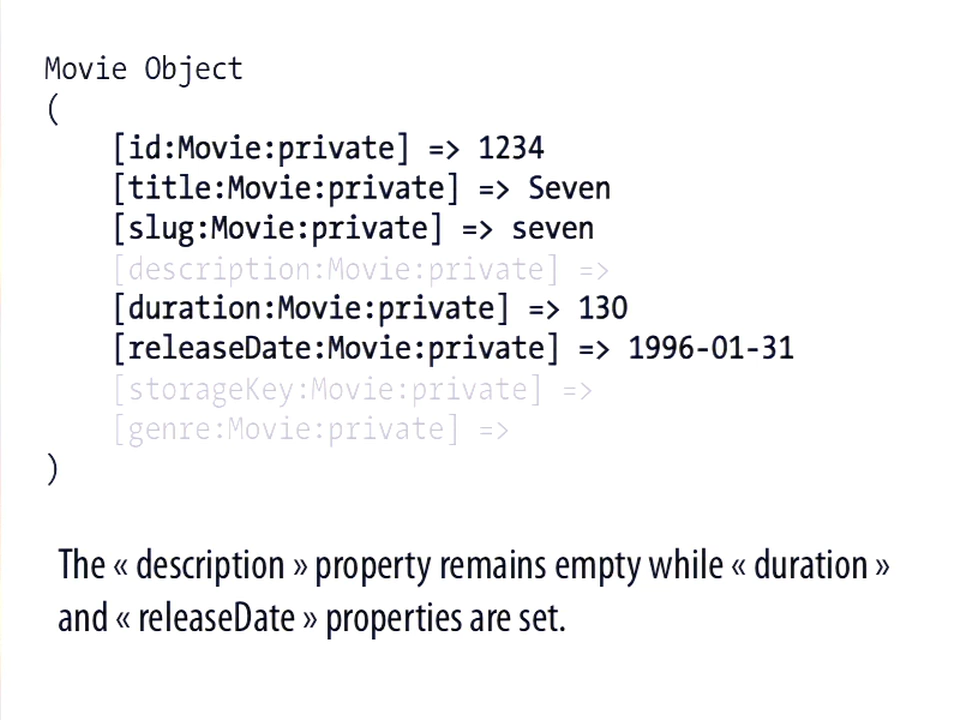 Movie Object
(
[id:Movie:private] => 1234
[title:Movie:private] => Seven
[slug:Movie:private] => seven
[description:Movie:private] =>
[duration:Movie:private] => 130
[releaseDate:Movie:private] => 1996-01-31
[storageKey:Movie:private] =>
[genre:Movie:private] =>
)
The « description » property remains empty while « duration »
and « releaseDate » properties are set.